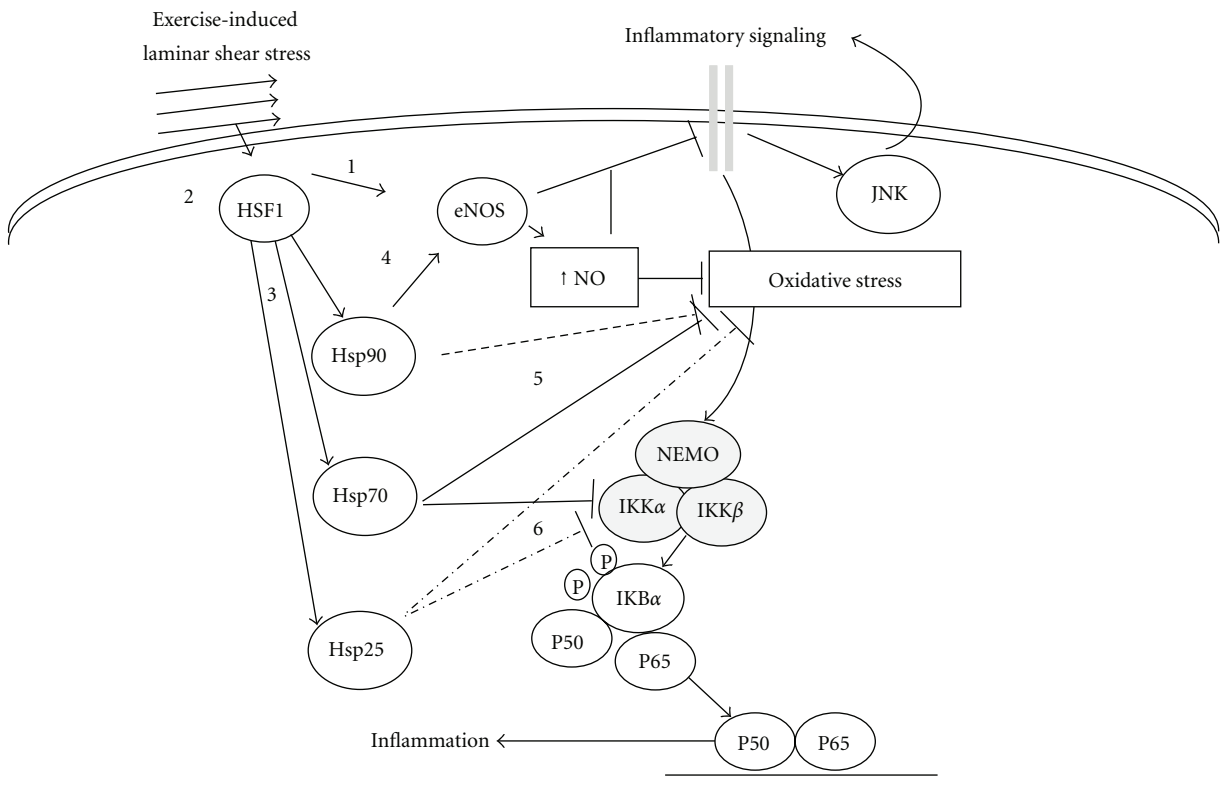 Exercise-induced
laminar shear stress
Inflammatory signaling
1
2
HSF1
eNOS
JNK
4
3
↑ NO
Oxidative stress
Hsp90
5
NEMO
Hsp70
IKKα
IKKβ
6
P
P
IKBα
Hsp25
P50
P65
Inflammation
P50
P65